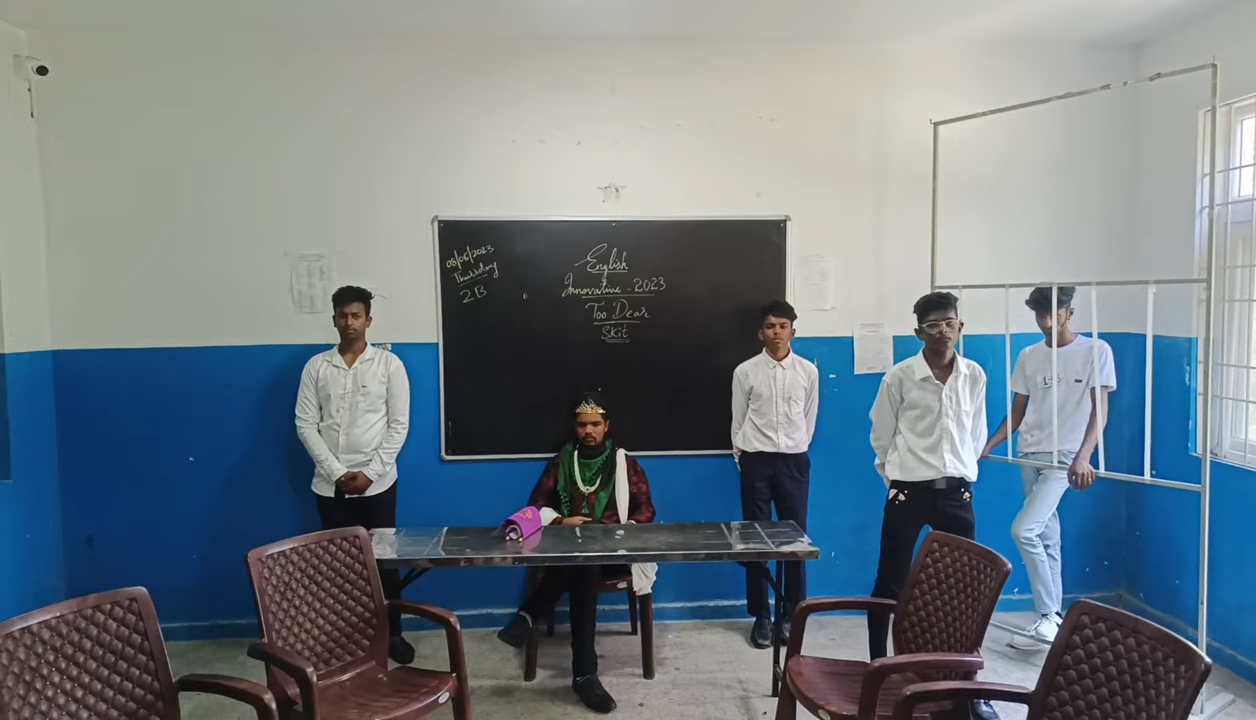 08/06/2023
Thursday
2B
English
Innovative - 2023
Too Dear
Skit